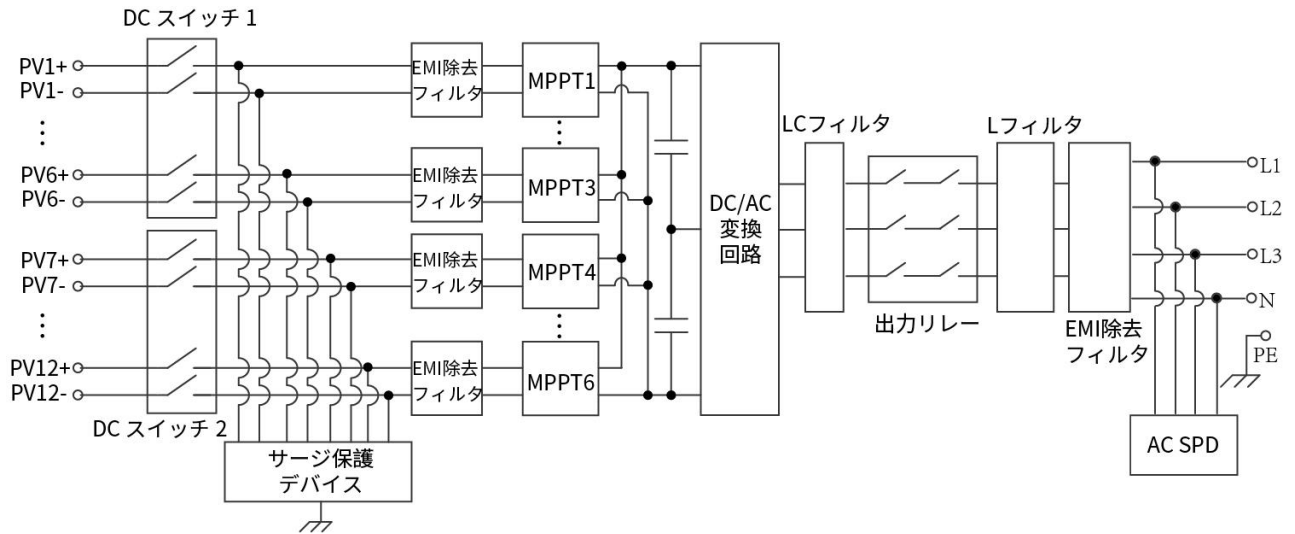 DC スイッチ 1
PV1+
PV1-
PV6+
PV6-
PV7+
PV7-
PV12+
PV12-
DC スイッチ 2
EMI除去
フィルタ
EMI除去
フィルタ
EMI除去
フィルタ
EMI除去
フィルタ
MPPT1
MPPT3
MPPT4
MPPT6
サージ保護
デバイス
DC/AC
変換
回路
LCフィルタ
出力リレー
Lフィルタ
EMI除去
フィルタ
L1
L2
L3
N
PE
AC SPD